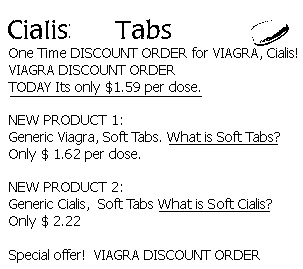 Cialis: Tabs
One Time DISCOUNT ORDER for VIAGRA, Cialis!
VIAGRA DISCOUNT ORDER
TODAY Its only $1.59 per dose.
NEW PRODUCT 1:
Generic Viagra, Soft Tabs. What is Soft Tabs?
Only $ 1.62 per dose.
NEW PRODUCT 2:
Generic Cialis, Soft Tabs What is Soft Cialis?
Only $ 2.22
Special offer! VIAGRA DISCOUNT ORDER